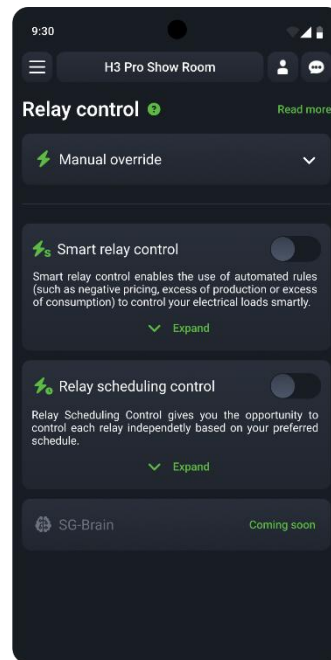 9:30
H3 Pro Show Room
Relay control
Read more
Manual override
Smart relay control
Smart relay control enables the use of automated rules
(such as negative pricing, excess of production or excess
of consumption) to control your electrical loads smartly.
Expand
Relay scheduling control
Relay Scheduling Control gives you the opportunity to
control each relay independetly based on your preferred
schedule.
Expand
SG-Brain
Coming soon